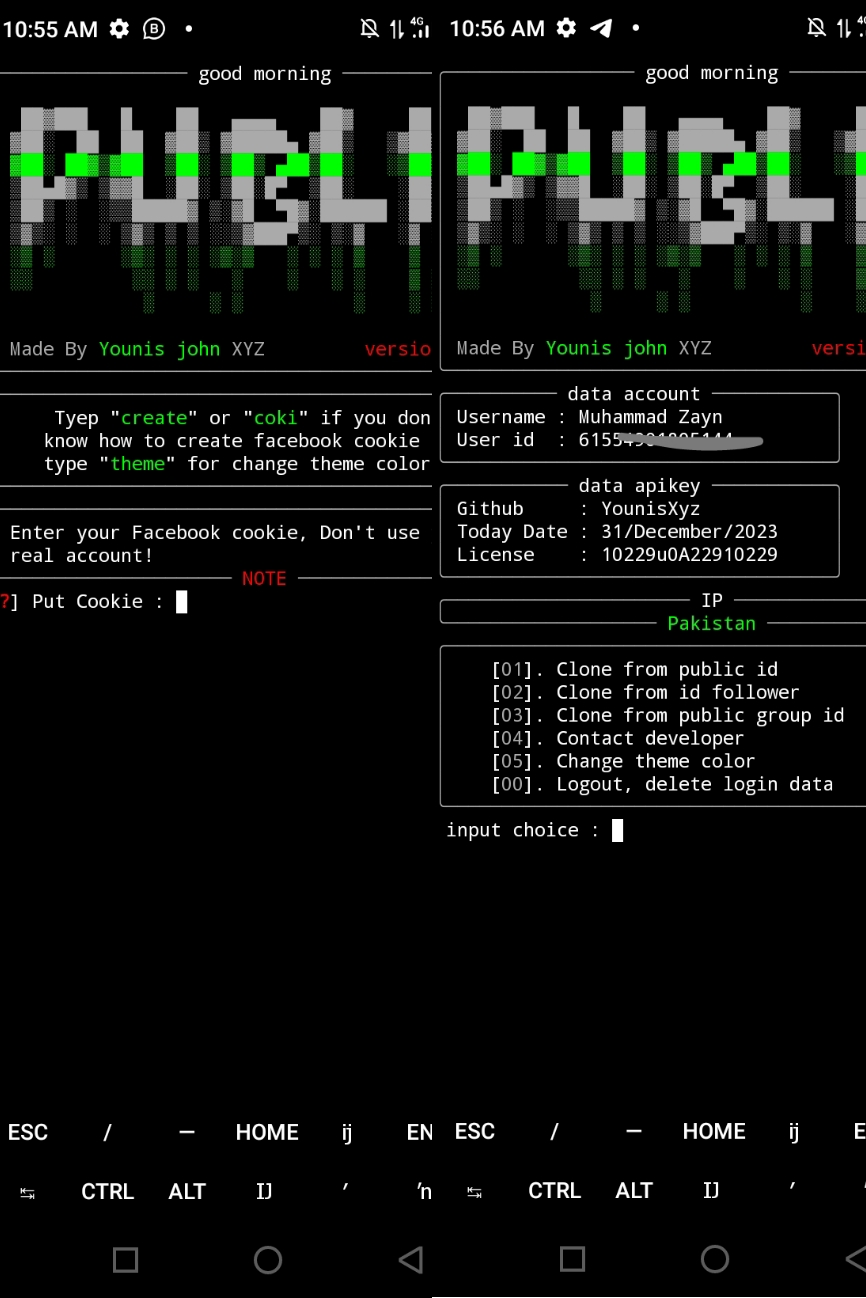 10:55 AM
4G
good morning
Made By Younis john XYZ versio
Tyep "create" or "coki" if you don
know how to create facebook cookie
type "theme" for change theme color
Enter your Facebook cookie, Don't use
real account!
NOTE
?] Put Cookie :
ESC / — HOME ij EN
CTRL ALT IJ ′ ŉ
10:56 AM
4G
good morning
Made By Younis john XYZ versi
data account
Username : Muhammad Zayn
User id :
data apikey
Github : YounisXyz
Today Date : 31/December/2023
License : 10229u0A22910229
IP
Pakistan
[01]. Clone from public id
[02]. Clone from id follower
[03]. Clone from public group id
[04]. Contact developer
[05]. Change theme color
[00]. Logout, delete login data
input choice :
ESC / — HOME ij E
CTRL ALT IJ ′